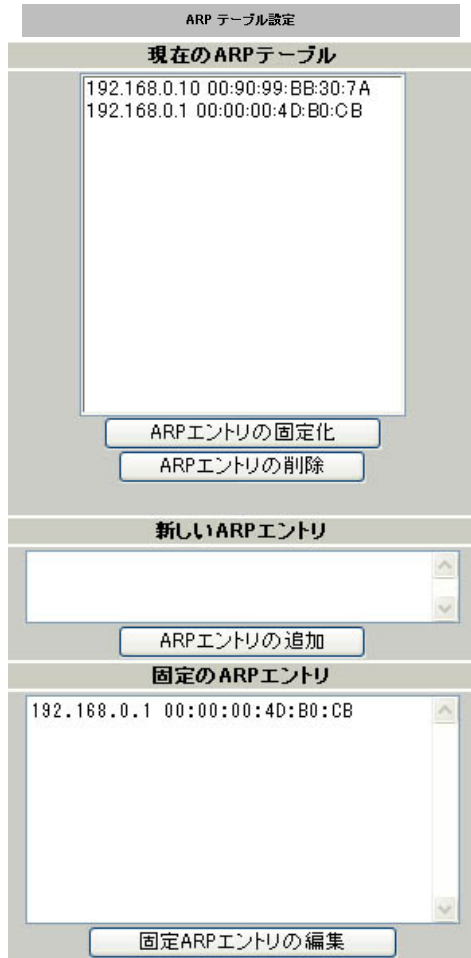 ARP テーブル設定
現在のARPテーブル
192.168.0.10 00:90:99:BB:30:7A
192.168.0.1 00:00:00:4D:B0:CB
ARPエントリの固定化
ARPエントリの削除
新しいARPエントリ
ARPエントリの追加
固定のARPエントリ
192.168.0.1 00:00:00:4D:B0:CB
固定ARPエントリの編集